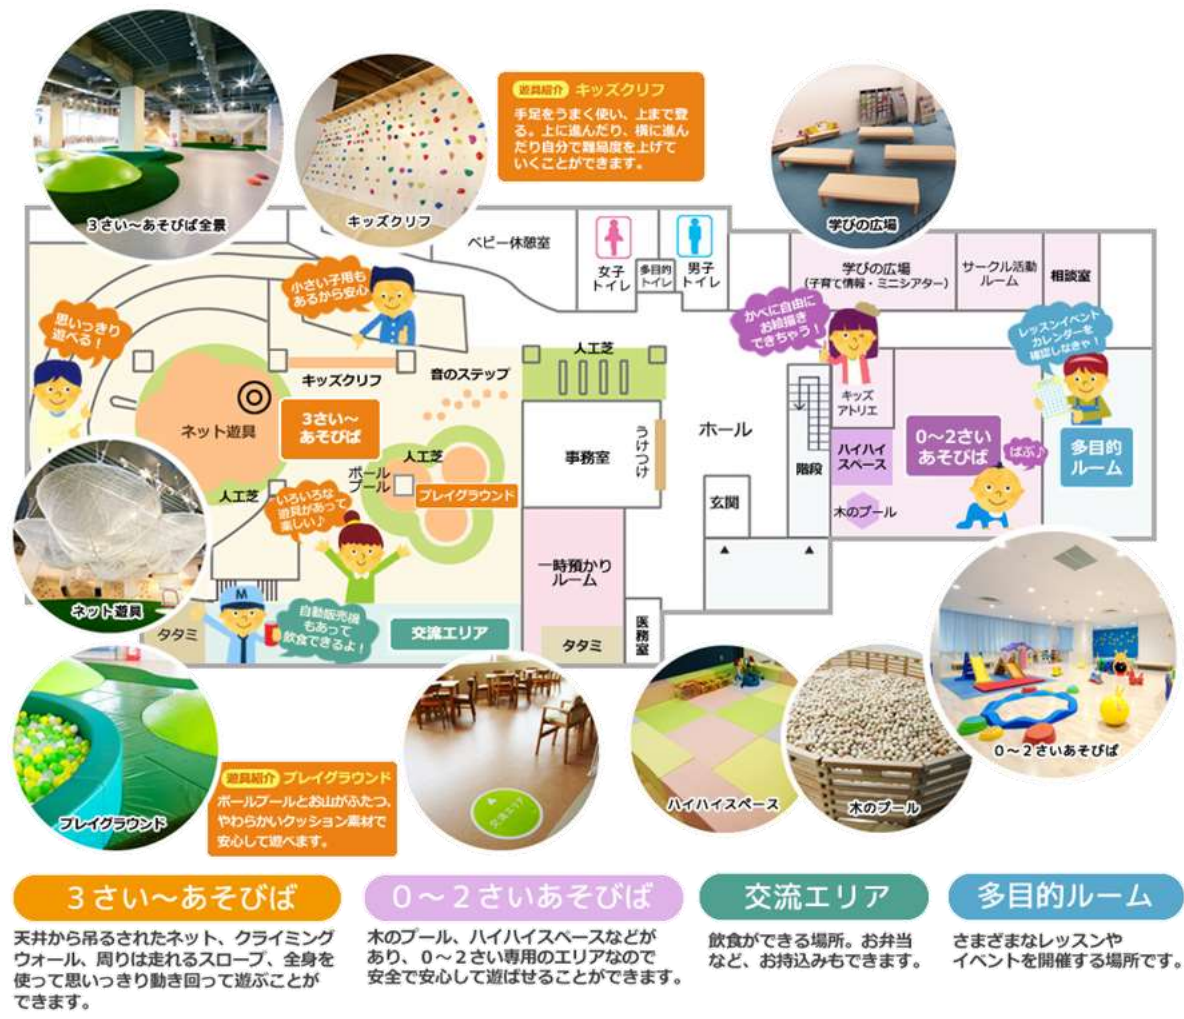 3さい～あそびば全景
キッズクリフ
遊具紹介 キッズクリフ
手足をうまく使い、上まで登
る。上に進んだり、横に進ん
だり自分で難易度を上げて
いくことができます。
学びの広場
ベビー休憩室
女子
トイレ
多目的
トイレ
男子
トイレ
学びの広場
(子育て情報・ミニシアター)
サークル活動
ルーム
相談室
小さい子用も
あるから安心
思いっきり
遊べる!
かべに自由に
お絵描き
できちゃう!
レッスンイベント
カレンダーを
確認しなきゃ!
人工芝
キッズクリフ
音のステップ
キッズ
アトリエ
ネット遊具
3さい～
あそびば
人工芝
ボール
プール
プレイグラウンド
事務室
うけつけ
ホール
階段
ハイハイ
スペース
0～2さい
あそびば
ばぶ♪
多目的
ルーム
人工芝
いろいろな
遊具があって
楽しい♪
玄関
木のプール
一時預かり
ルーム
ネット遊具
タタミ
M
自動販売機
もあって
飲食できるよ!
交流エリア
タタミ
医務室
プレイグラウンド
遊具紹介 プレイグラウンド
ボールプールとお山がふたつ、
やわらかいクッション素材で
安心して遊べます。
交流エリア
ハイハイスペース
木のプール
0～2さいあそびば
3さい～あそびば
天井から吊るされたネット、クライミング
ウォール、周りは走れるスロープ、全身を
使って思いっきり動き回って遊ぶことが
できます。
0～2さいあそびば
木のプール、ハイハイスペースなどが
あり、0～2さい専用のエリアなので
安全で安心して遊ばせることができます。
交流エリア
飲食ができる場所。お弁当
など、お持込みもできます。
多目的ルーム
さまざまなレッスンや
イベントを開催する場所です。